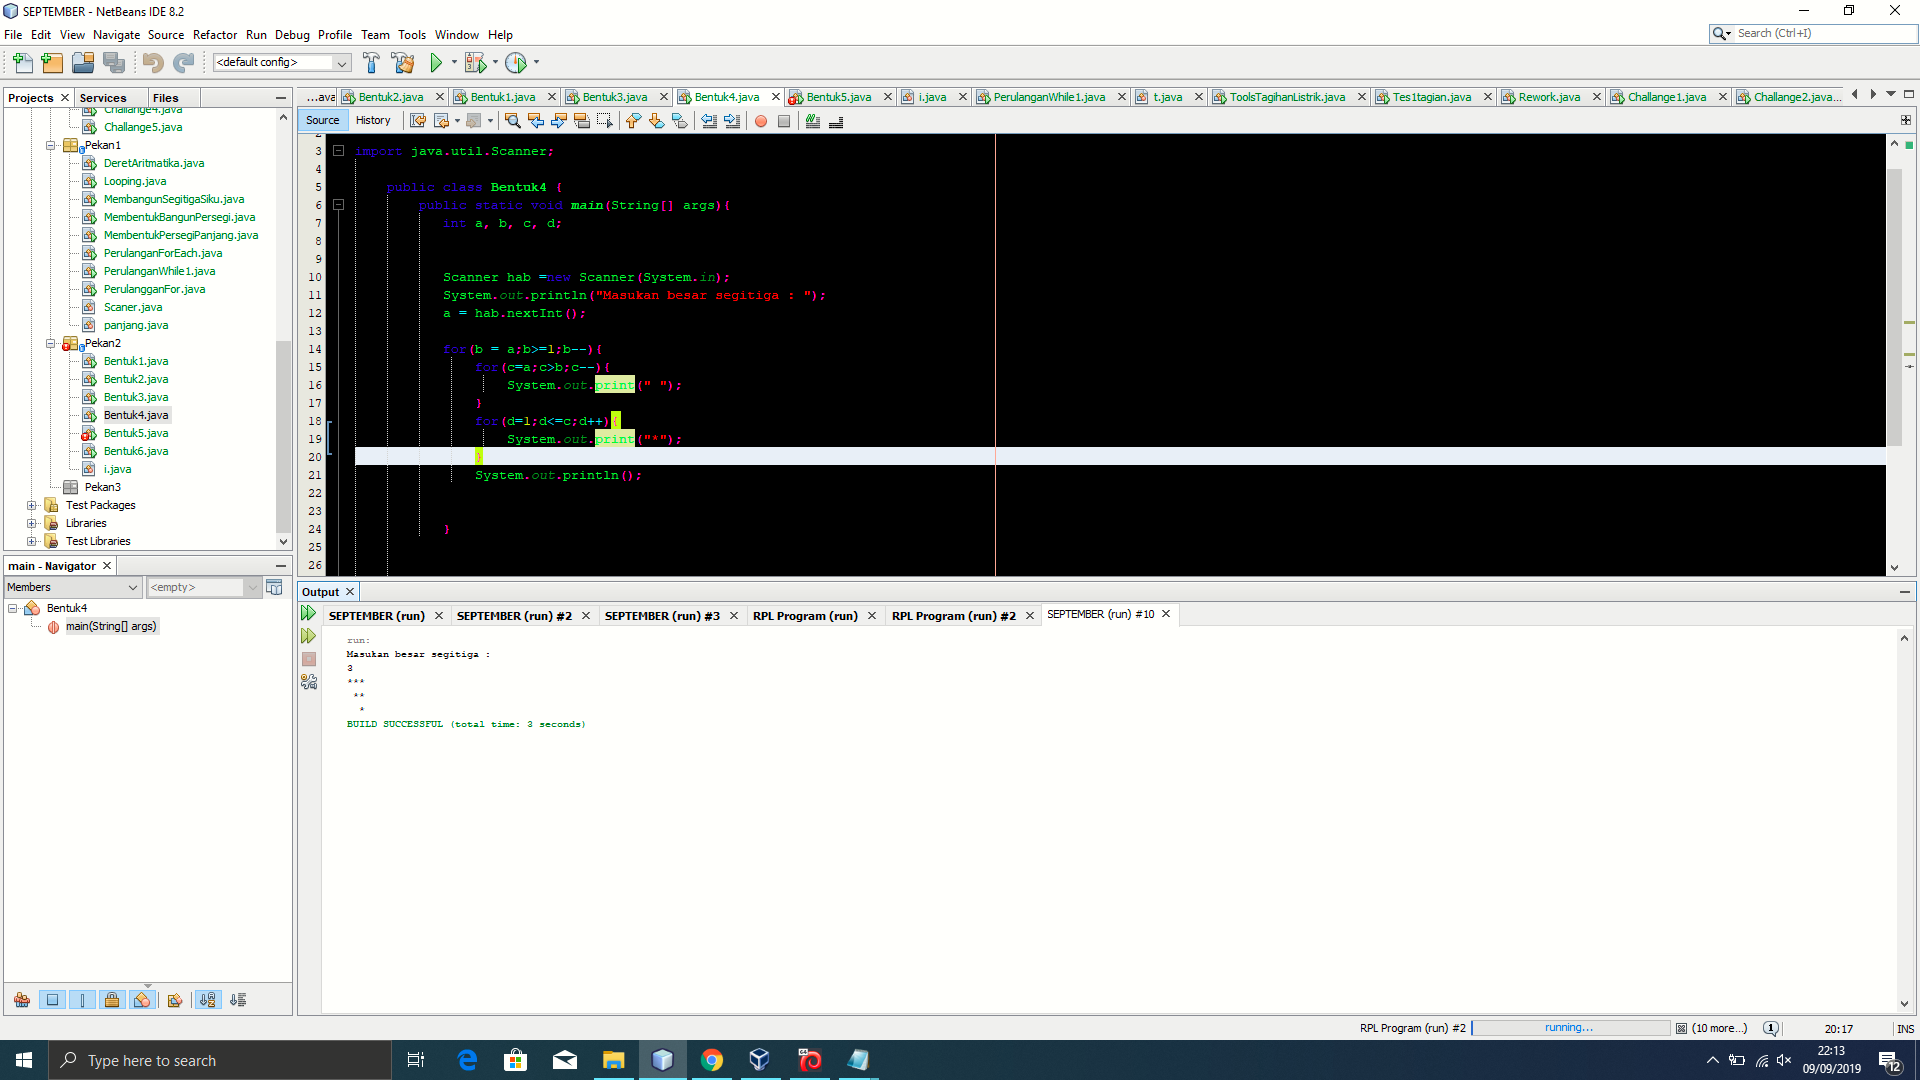 SEPTEMBER - NetBeans IDE 8.2
File Edit View Navigate Source Refactor Run Debug Profile Team Tools Window Help
Search (Ctrl+I)
<default config>
Projects Services Files
...ava Bentuk2.java Bentuk1.java Bentuk3.java Bentuk4.java Bentuk5.java i.java PerulanganWhile1.java t.java ToolsTagihanListrik.java Tes1tagian.java Rework.java Challange1.java Challange2.java...
Source History
Challange4.java
Challange5.java
Pekan1
DeretAritmatika.java
Looping.java
MembangunSegitigaSiku.java
MembentukBangunPersegi.java
MembentukPersegiPanjang.java
PerulanganForEach.java
PerulanganWhile1.java
PerulangganFor.java
Scaner.java
panjang.java
Pekan2
Bentuk1.java
Bentuk2.java
Bentuk3.java
Bentuk4.java
Bentuk5.java
Bentuk6.java
i.java
Pekan3
Test Packages
Libraries
Test Libraries
2
3 import java.util.Scanner;
4
5 public class Bentuk4 {
6 public static void main(String[] args){
7 int a, b, c, d;
8
9
10 Scanner hab =new Scanner(System.in);
11 System.out.println("Masukan besar segitiga : ");
12 a = hab.nextInt();
13
14 for(b = a;b>=1;b--){
15 for(c=a;c>b;c--){
16 System.out.print(" ");
17 }
18 for(d=1;d<=c;d++){
19 System.out.print("*");
20 }
21 System.out.println();
22
23
24 }
25
26
main - Navigator
Members <empty>
Bentuk4
main(String[] args)
Output
SEPTEMBER (run) SEPTEMBER (run) #2 SEPTEMBER (run) #3 RPL Program (run) RPL Program (run) #2 SEPTEMBER (run) #10
run:
Masukan besar segitiga :
3
***
**
*
BUILD SUCCESSFUL (total time: 3 seconds)
RPL Program (run) #2 running... (10 more...) 1 20:17 INS
Type here to search
64
22:13
09/09/2019
12